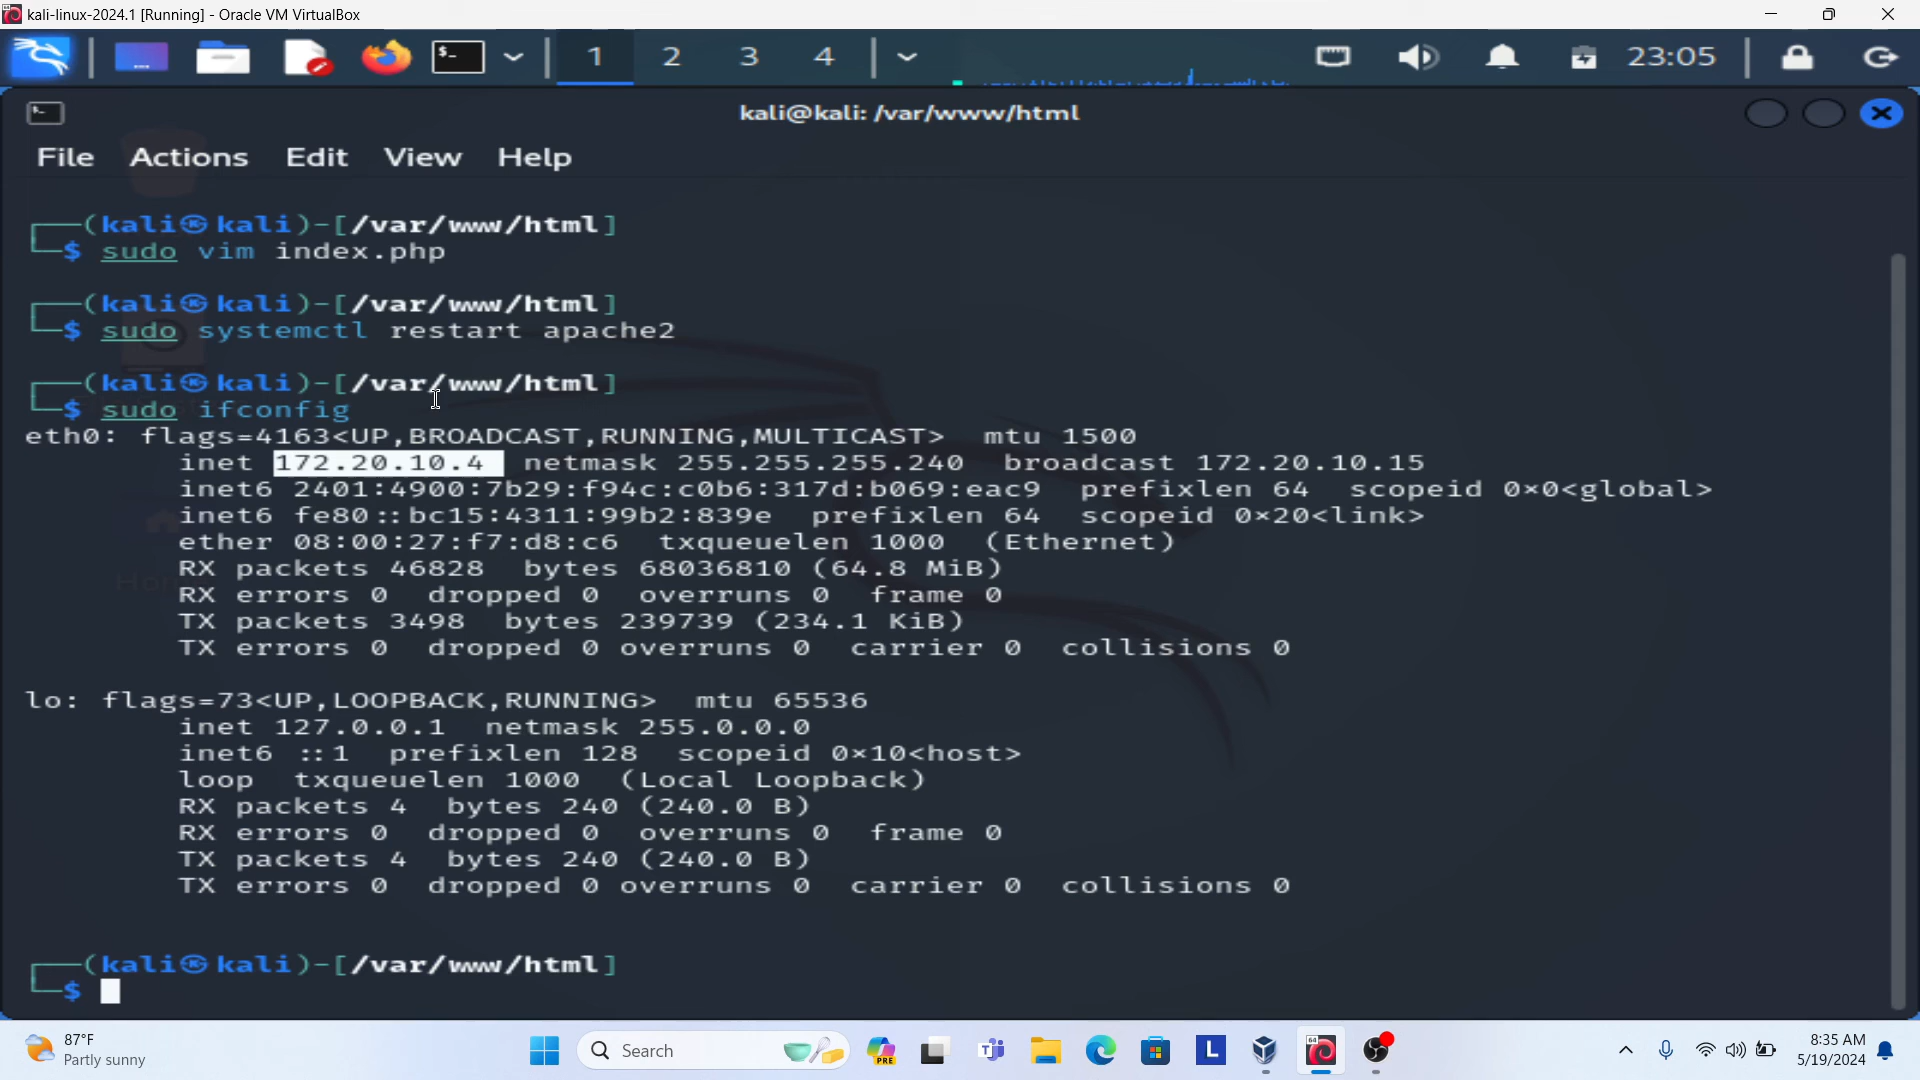 kali-linux-2024.1 [Running] - Oracle VM VirtualBox
1 2 3 4 23:05
kali@kali: /var/www/html
File Actions Edit View Help
┌──(kali㉿kali)-[/var/www/html]
└─$ sudo vim index.php
┌──(kali㉿kali)-[/var/www/html]
└─$ sudo systemctl restart apache2
┌──(kali㉿kali)-[/var/www/html]
└─$ sudo ifconfig
eth0: flags=4163<UP,BROADCAST,RUNNING,MULTICAST> mtu 1500
inet 172.20.10.4 netmask 255.255.255.240 broadcast 172.20.10.15
inet6 2401:4900:7b29:f94c:c0b6:317d:b069:eac9 prefixlen 64 scopeid 0×0<global>
inet6 fe80::bc15:4311:99b2:839e prefixlen 64 scopeid 0×20<link>
ether 08:00:27:f7:d8:c6 txqueuelen 1000 (Ethernet)
RX packets 46828 bytes 68036810 (64.8 MiB)
RX errors 0 dropped 0 overruns 0 frame 0
TX packets 3498 bytes 239739 (234.1 KiB)
TX errors 0 dropped 0 overruns 0 carrier 0 collisions 0
lo: flags=73<UP,LOOPBACK,RUNNING> mtu 65536
inet 127.0.0.1 netmask 255.0.0.0
inet6 ::1 prefixlen 128 scopeid 0×10<host>
loop txqueuelen 1000 (Local Loopback)
RX packets 4 bytes 240 (240.0 B)
RX errors 0 dropped 0 overruns 0 frame 0
TX packets 4 bytes 240 (240.0 B)
TX errors 0 dropped 0 overruns 0 carrier 0 collisions 0
┌──(kali㉿kali)-[/var/www/html]
└─$
87°F
Partly sunny
Search
PRE
L
64
8:35 AM
5/19/2024